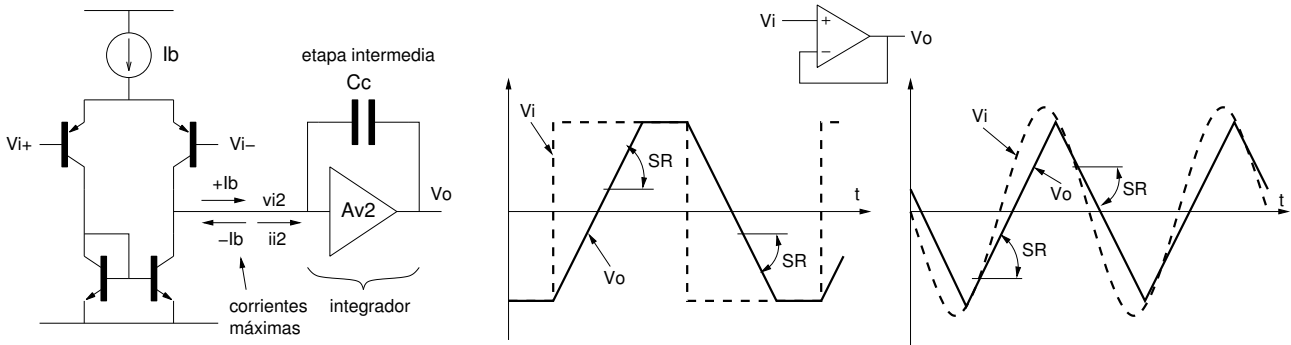 Ib
etapa intermedia
Cc
Vi+
Vi−
+Ib
vi2
−Ib
ii2
Av2
Vo
corrientes
máximas
integrador
Vi
+
−
Vo
Vi
SR
t
SR
Vo
Vi
Vo
SR
SR
t